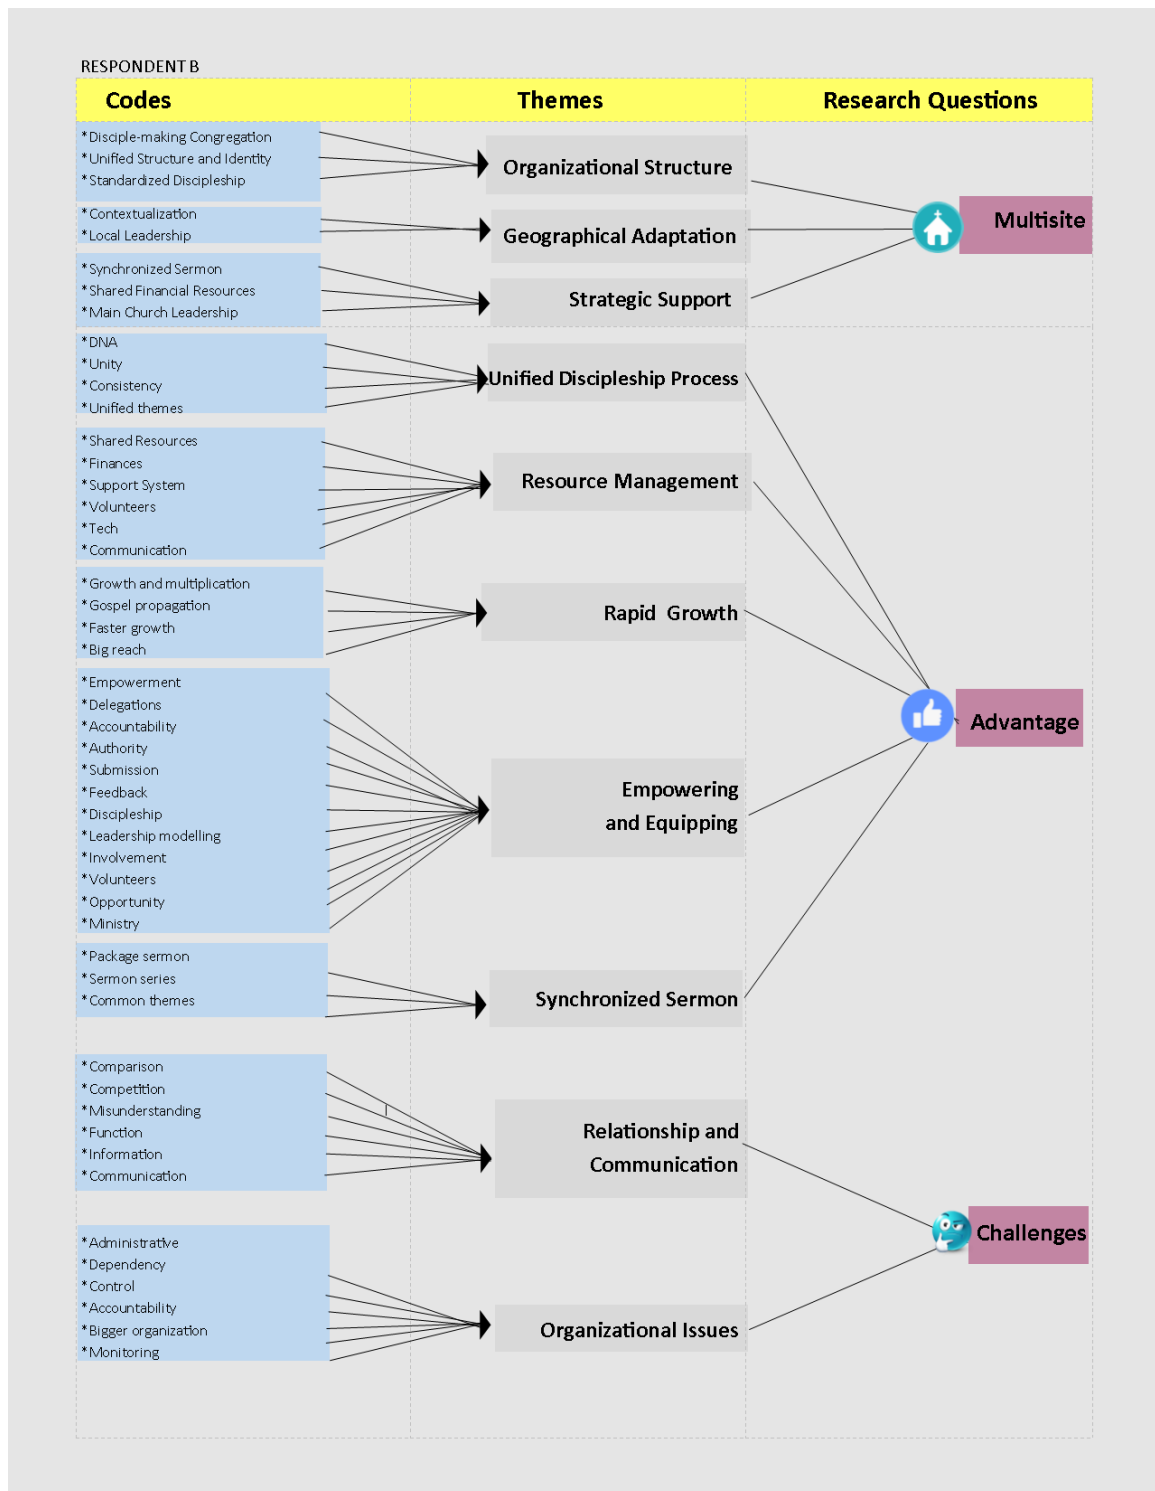 RESPONDENT B
Codes Themes Research Questions
*Disciple-making Congregation
*Unified Structure and Identity
*Standardized Discipleship
Organizational Structure
*Contextualization
*Local Leadership
Geographical Adaptation
Multisite
*Synchronized Sermon
*Shared Financial Resources
*Main Church Leadership
Strategic Support
*DNA
*Unity
*Consistency
*Unified themes
Unified Discipleship Process
*Shared Resources
*Finances
*Support System
*Volunteers
*Tech
*Communication
Resource Management
*Growth and multiplication
*Gospel propagation
*Faster growth
*Big reach
Rapid  Growth
*Empowerment
*Delegations
*Accountability
*Authority
*Submission
*Feedback
*Discipleship
*Leadership modelling
*Involvement
*Volunteers
*Opportunity
*Ministry
Empowering
and Equipping
Advantage
*Package sermon
*Sermon series
*Common themes
Synchronized Sermon
*Comparison
*Competition
*Misunderstanding
*Function
*Information
*Communication
Relationship and
Communication
Challenges
*Administrative
*Dependency
*Control
*Accountability
*Bigger organization
*Monitoring
Organizational Issues